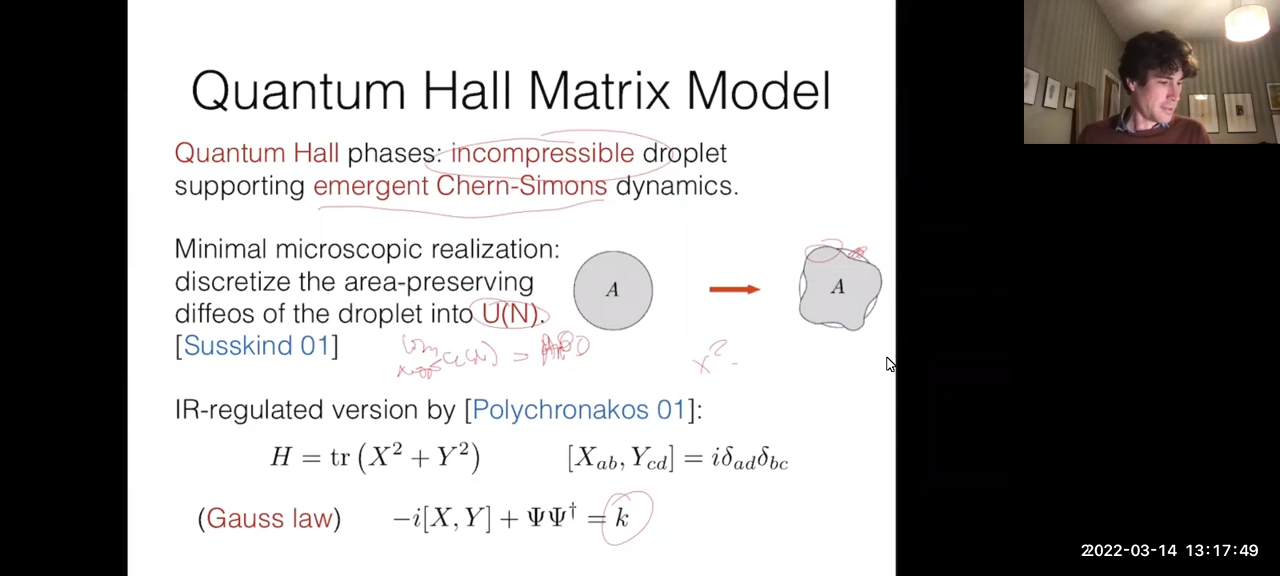 Quantum Hall Matrix Model
Quantum Hall phases: incompressible droplet
supporting emergent Chern-Simons dynamics.
Minimal microscopic realization:
discretize the area-preserving
diffeos of the droplet into U(N).
[Susskind 01]
A
A
x² -
IR-regulated version by [Polychronakos 01]:
H = tr (X² + Y²)
[X_ab, Y_cd] = iδ_adδ_bc
(Gauss law)
-i[X, Y] + ΨΨ† = k
2022-03-14 13:17:49